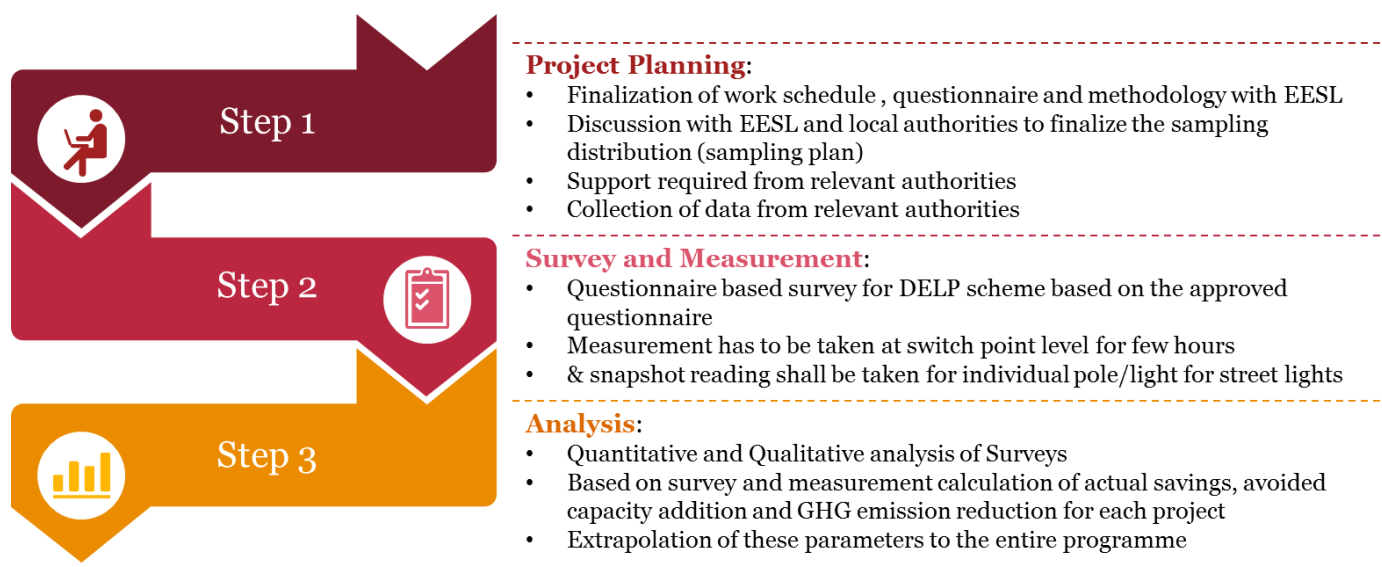 Step 1
Project Planning:
• Finalization of work schedule , questionnaire and methodology with EESL
• Discussion with EESL and local authorities to finalize the sampling
distribution (sampling plan)
• Support required from relevant authorities
• Collection of data from relevant authorities
Step 2
Survey and Measurement:
• Questionnaire based survey for DELP scheme based on the approved
questionnaire
• Measurement has to be taken at switch point level for few hours
• & snapshot reading shall be taken for individual pole/light for street lights
Step 3
Analysis:
• Quantitative and Qualitative analysis of Surveys
• Based on survey and measurement calculation of actual savings, avoided
capacity addition and GHG emission reduction for each project
• Extrapolation of these parameters to the entire programme